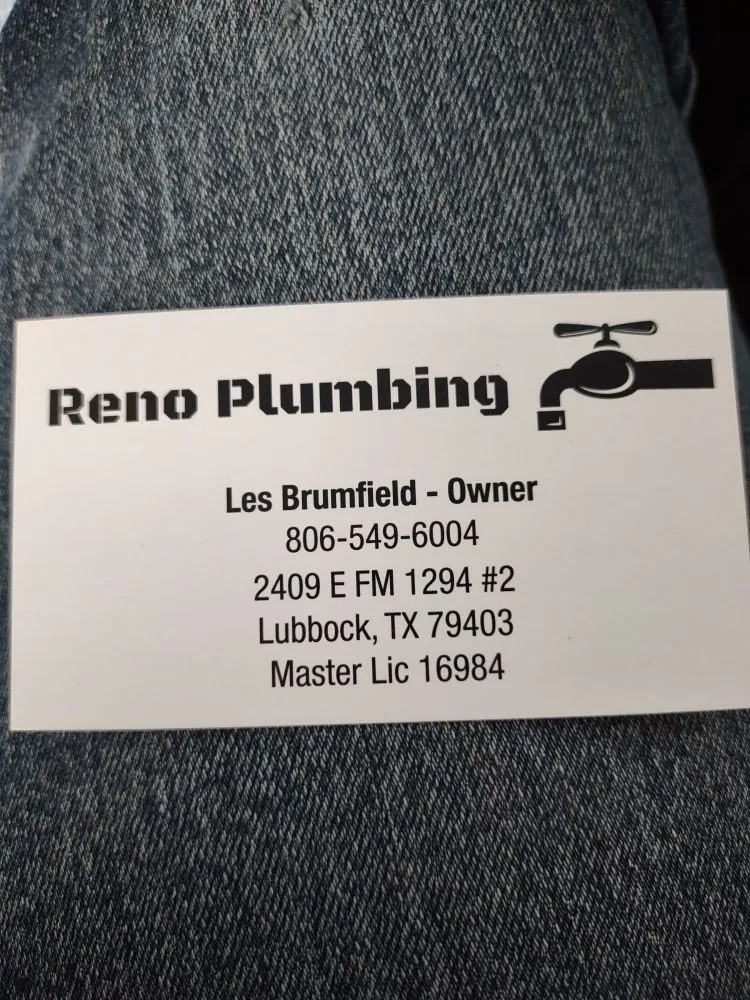 Reno Plumbing
Les Brumfield - Owner
806-549-6004
2409 E FM 1294 #2
Lubbock, TX 79403
Master Lic 16984